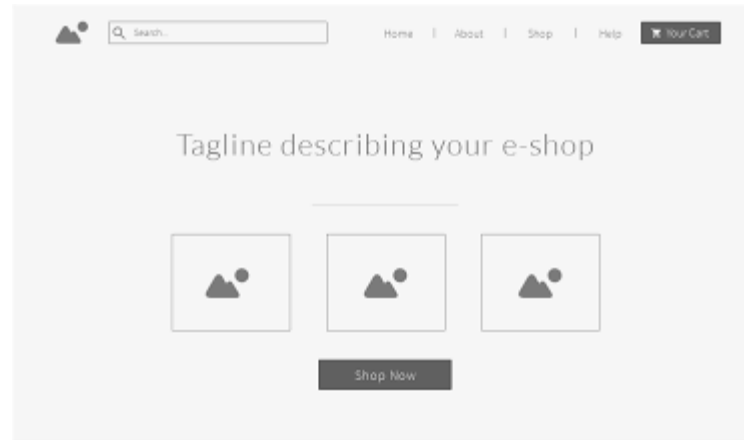 Search..
Home | About | Shop | Help
Your Cart
Tagline describing your e-shop
Shop Now